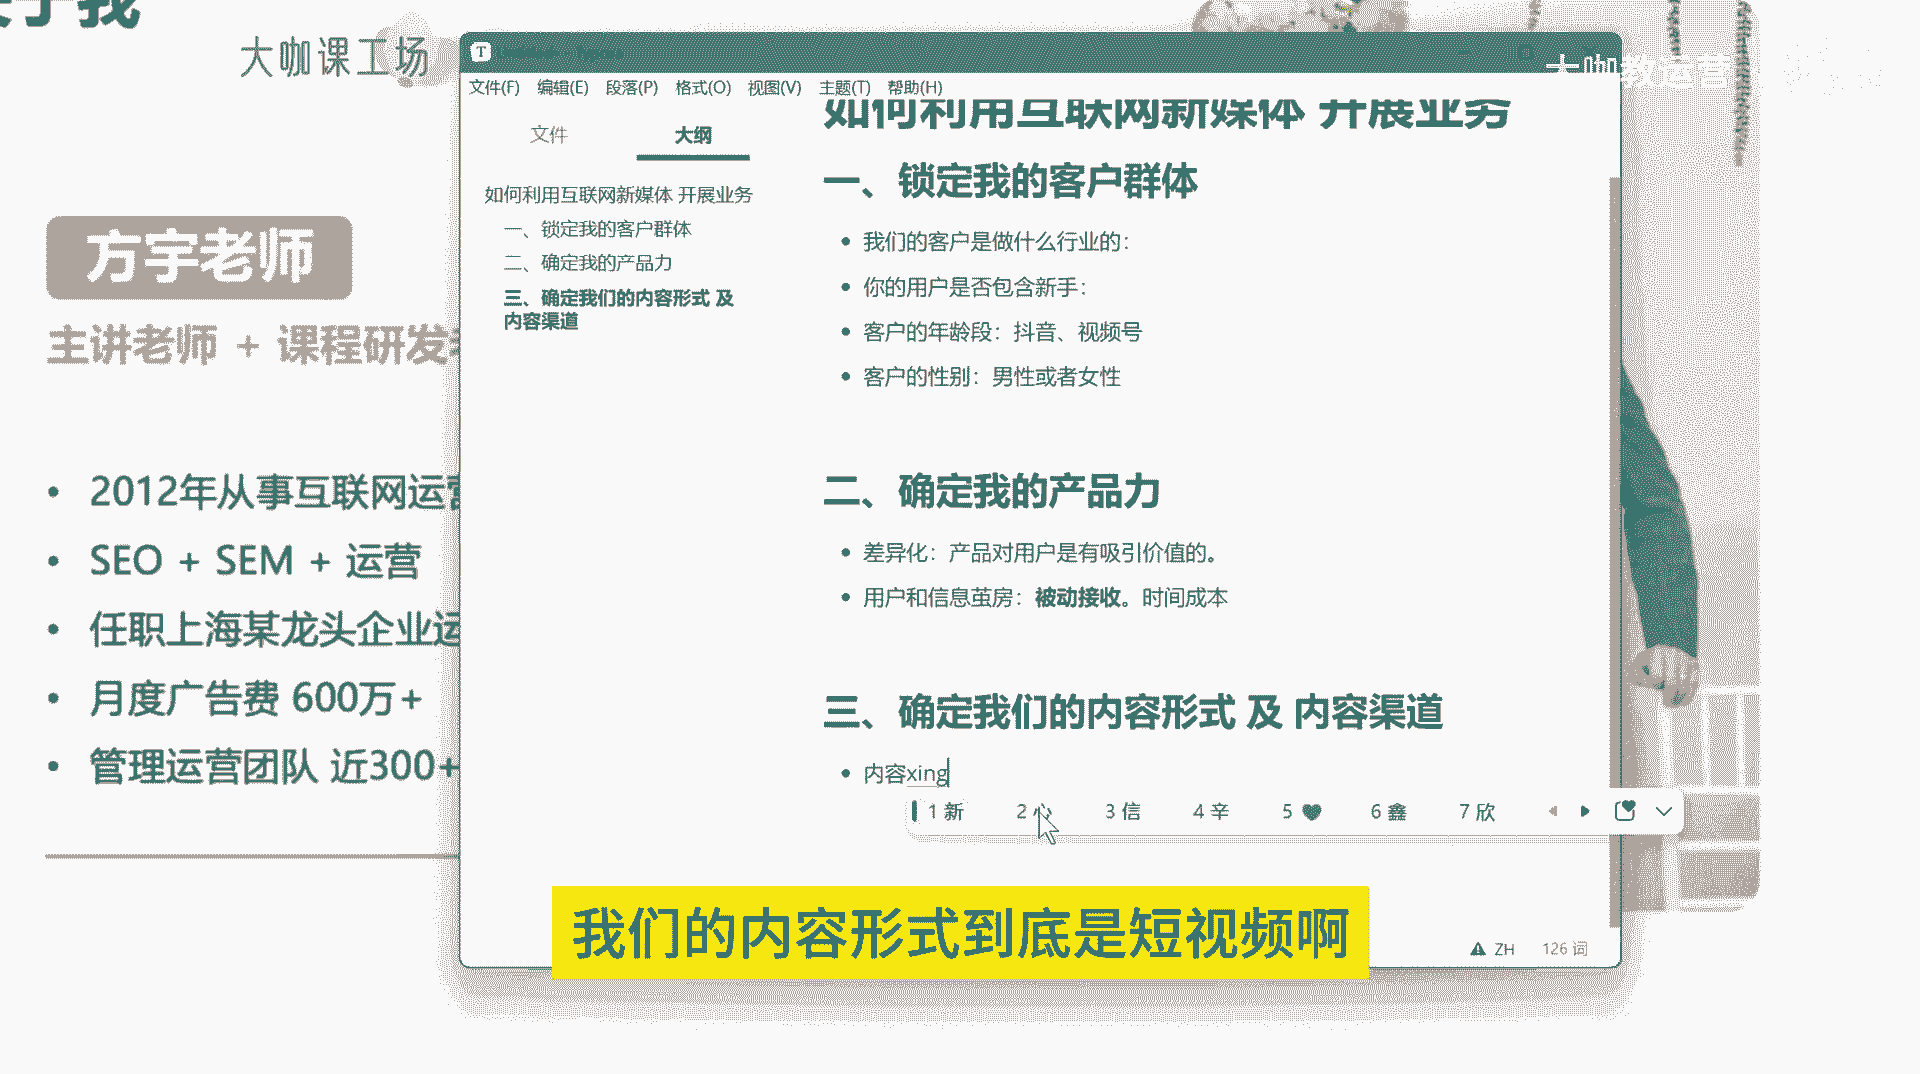 我
大咖课工场
大咖教运营
方宇老师
主讲老师 + 课程研发
2012年从事互联网运营
SEO + SEM + 运营
任职上海某龙头企业运
月度广告费 600万+
管理运营团队 近300+
T
文件(F) 编辑(E) 段落(P) 格式(O) 视图(V) 主题(T) 帮助(H)
文件 大纲
如何利用互联网新媒体 开展业务
一、锁定我的客户群体
二、确定我的产品力
三、确定我们的内容形式 及
内容渠道
如何利用互联网新媒体 开展业务
一、锁定我的客户群体
我们的客户是做什么行业的：
你的用户是否包含新手：
客户的年龄段：抖音、视频号
客户的性别：男性或者女性
二、确定我的产品力
差异化：产品对用户是有吸引价值的。
用户和信息茧房：被动接收。时间成本
三、确定我们的内容形式 及 内容渠道
内容xing
1 新 2 心 3 信 4 辛 5 6 鑫 7 欣
ZH 126 词
我们的内容形式到底是短视频啊